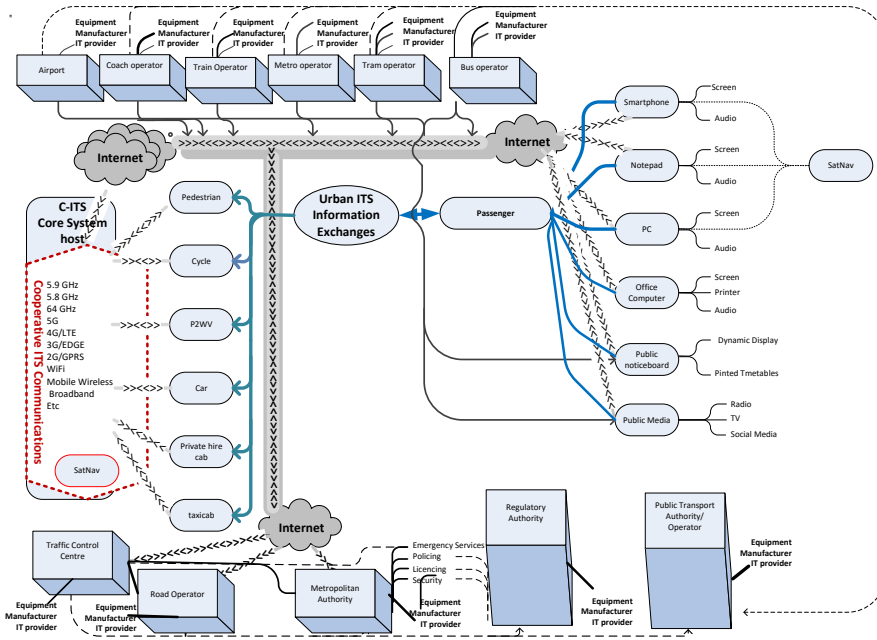 Equipment
Manufacturer
IT provider
Equipment
Manufacturer
IT provider
Equipment
Manufacturer
IT provider
Equipment
Manufacturer
IT provider
Equipment
Manufacturer
IT provider
Equipment
Manufacturer
IT provider
Airport
Coach operator
Train Operator
Metro operator
Tram operator
Bus operator
Internet
Internet
Smartphone
Screen
Audio
Notepad
Screen
Audio
SatNav
PC
Screen
Audio
Office
Computer
Screen
Printer
Audio
Public
noticeboard
Dynamic Display
Pinted Tmetables
Public Media
Radio
TV
Social Media
C-ITS
Core System
host
Cooperative ITS Communications
5.9 GHz
5.8 GHz
64 GHz
5G
4G/LTE
3G/EDGE
2G/GPRS
WiFi
Mobile Wireless
Broadband
Etc
SatNav
Pedestrian
Cycle
P2WV
Car
Private hire
cab
taxicab
Urban ITS
Information
Exchanges
Passenger
Internet
Traffic Control
Centre
Road Operator
Metropolitan
Authority
Emergency Services
Policing
Licencing
Security
Regulatory
Authority
Public Transport
Authority/
Operator
Equipment
Manufacturer
IT provider
Equipment
Manufacturer
IT provider
Equipment
Manufacturer
IT provider
Equipment
Manufacturer
IT provider
Equipment
Manufacturer
IT provider